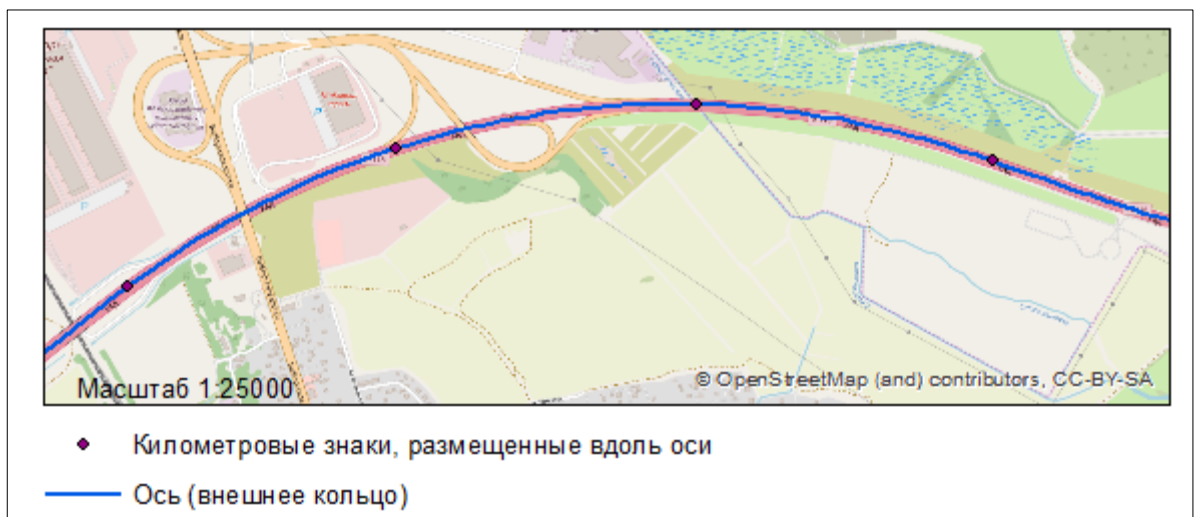 Масштаб 1:25000
© OpenStreetMap (and) contributors, CC-BY-SA
Километровые знаки, размещенные вдоль оси
Ось (внешнее кольцо)